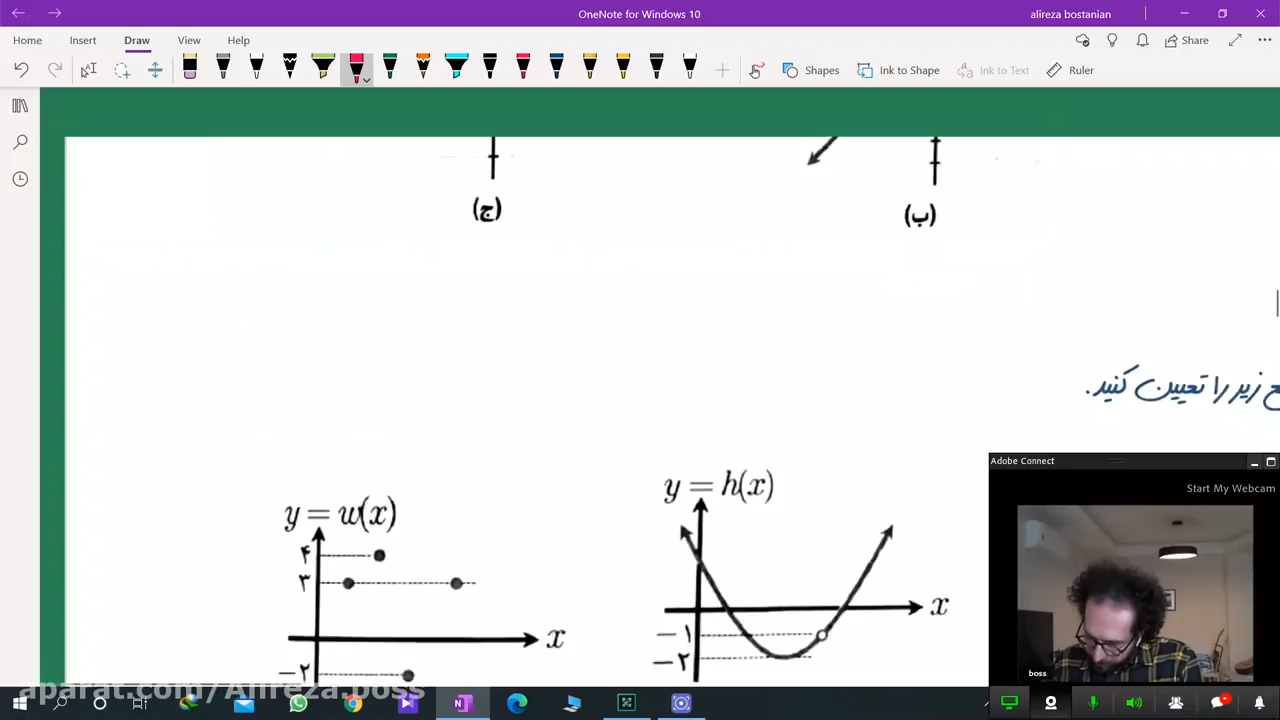 OneNote for Windows 10
alireza bostanian
Home Insert Draw View Help
Share
Shapes
Ink to Shape
Ink to Text
Ruler
(ج)
(ب)
زیر را تعیین کنید.
y = u(x)
۴
۳
x
−۲
y = h(x)
x
−۱
−۲
Adobe Connect
Start My Webcam
boss
aparat.com/Alireza.boss